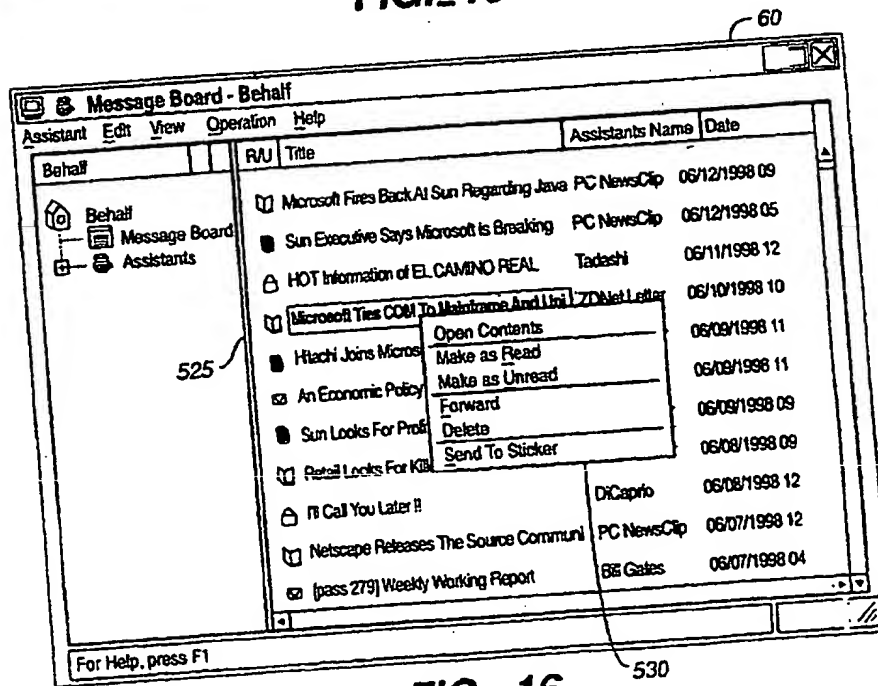 60
Message Board - Behalf
Assistant Edit View Operation Help
Behalf
R/U Title Assistants Name Date
Behalf
Message Board
Assistants
Microsoft Fires Back At Sun Regarding Java PC NewsClip 06/12/1998 09
Sun Executive Says Microsoft Is Breaking PC NewsClip 06/12/1998 05
HOT Information of EL CAMINO REAL Tadashi 06/11/1998 12
Microsoft Ties COM To Mainframe And Uni ZDNet Letter 06/10/1998 10
Hitachi Joins Micros 06/09/1998 11
An Economic Policy 06/09/1998 11
Sun Looks For Profi 06/09/1998 09
Retail Looks For Kill 06/08/1998 09
I'll Call You Later !! DiCaprio 06/08/1998 12
Netscape Releases The Source Communi PC NewsClip 06/07/1998 12
[pass 279] Weekly Working Report Bill Gates 06/07/1998 04
Open Contents
Make as Read
Make as Unread
Forward
Delete
Send To Sticker
525
For Help, press F1
530